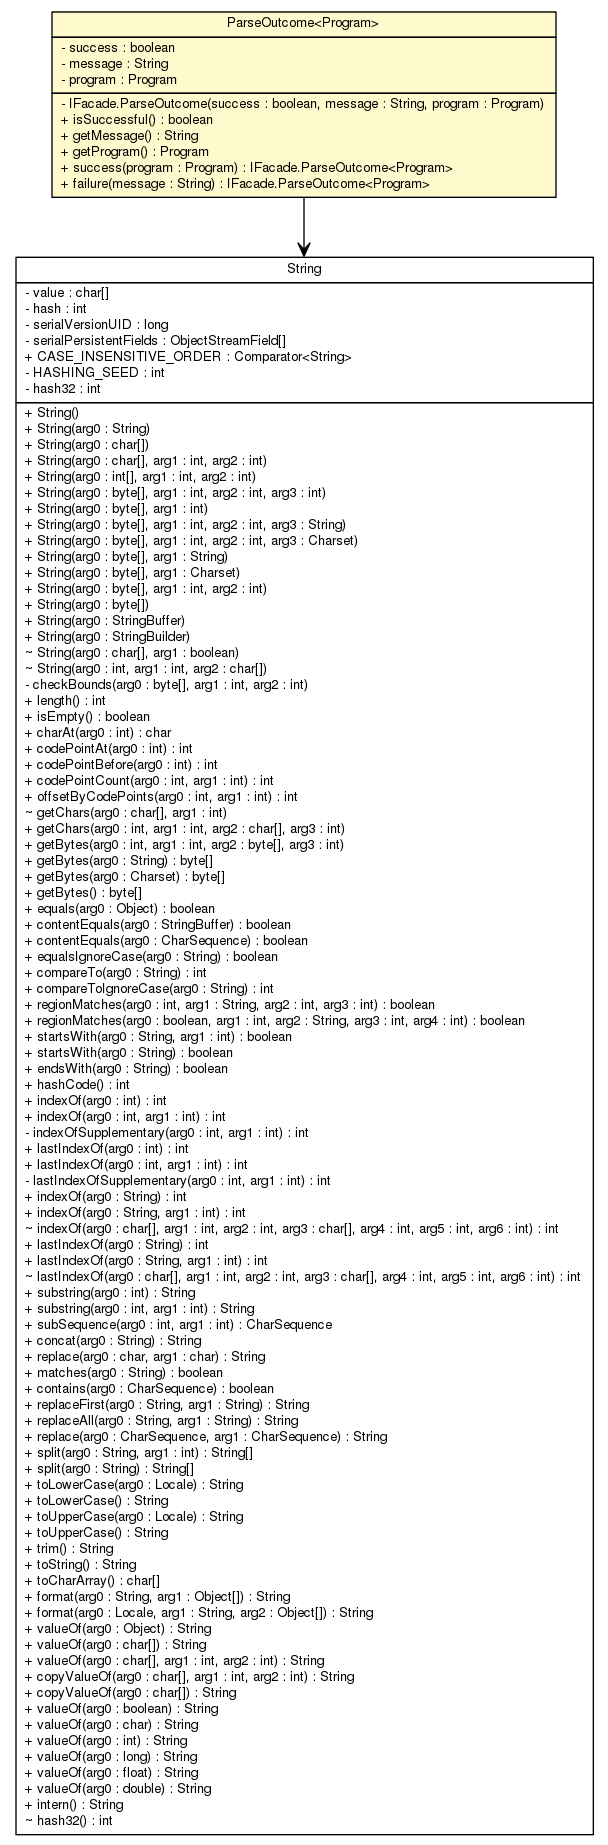 ParseOutcome<Program>
- success : boolean
- message : String
- program : Program
- IFacade.ParseOutcome(success : boolean, message : String, program : Program)
+ isSuccessful() : boolean
+ getMessage() : String
+ getProgram() : Program
+ success(program : Program) : IFacade.ParseOutcome<Program>
+ failure(message : String) : IFacade.ParseOutcome<Program>
String
- value : char[]
- hash : int
- serialVersionUID : long
- serialPersistentFields : ObjectStreamField[]
+ CASE_INSENSITIVE_ORDER : Comparator<String>
- HASHING_SEED : int
- hash32 : int
+ String()
+ String(arg0 : String)
+ String(arg0 : char[])
+ String(arg0 : char[], arg1 : int, arg2 : int)
+ String(arg0 : int[], arg1 : int, arg2 : int)
+ String(arg0 : byte[], arg1 : int, arg2 : int, arg3 : int)
+ String(arg0 : byte[], arg1 : int)
+ String(arg0 : byte[], arg1 : int, arg2 : int, arg3 : String)
+ String(arg0 : byte[], arg1 : int, arg2 : int, arg3 : Charset)
+ String(arg0 : byte[], arg1 : String)
+ String(arg0 : byte[], arg1 : Charset)
+ String(arg0 : byte[], arg1 : int, arg2 : int)
+ String(arg0 : byte[])
+ String(arg0 : StringBuffer)
+ String(arg0 : StringBuilder)
~ String(arg0 : char[], arg1 : boolean)
~ String(arg0 : int, arg1 : int, arg2 : char[])
- checkBounds(arg0 : byte[], arg1 : int, arg2 : int)
+ length() : int
+ isEmpty() : boolean
+ charAt(arg0 : int) : char
+ codePointAt(arg0 : int) : int
+ codePointBefore(arg0 : int) : int
+ codePointCount(arg0 : int, arg1 : int) : int
+ offsetByCodePoints(arg0 : int, arg1 : int) : int
~ getChars(arg0 : char[], arg1 : int)
+ getChars(arg0 : int, arg1 : int, arg2 : char[], arg3 : int)
+ getBytes(arg0 : int, arg1 : int, arg2 : byte[], arg3 : int)
+ getBytes(arg0 : String) : byte[]
+ getBytes(arg0 : Charset) : byte[]
+ getBytes() : byte[]
+ equals(arg0 : Object) : boolean
+ contentEquals(arg0 : StringBuffer) : boolean
+ contentEquals(arg0 : CharSequence) : boolean
+ equalsIgnoreCase(arg0 : String) : boolean
+ compareTo(arg0 : String) : int
+ compareToIgnoreCase(arg0 : String) : int
+ regionMatches(arg0 : int, arg1 : String, arg2 : int, arg3 : int) : boolean
+ regionMatches(arg0 : boolean, arg1 : int, arg2 : String, arg3 : int, arg4 : int) : boolean
+ startsWith(arg0 : String, arg1 : int) : boolean
+ startsWith(arg0 : String) : boolean
+ endsWith(arg0 : String) : boolean
+ hashCode() : int
+ indexOf(arg0 : int) : int
+ indexOf(arg0 : int, arg1 : int) : int
- indexOfSupplementary(arg0 : int, arg1 : int) : int
+ lastIndexOf(arg0 : int) : int
+ lastIndexOf(arg0 : int, arg1 : int) : int
- lastIndexOfSupplementary(arg0 : int, arg1 : int) : int
+ indexOf(arg0 : String) : int
+ indexOf(arg0 : String, arg1 : int) : int
~ indexOf(arg0 : char[], arg1 : int, arg2 : int, arg3 : char[], arg4 : int, arg5 : int, arg6 : int) : int
+ lastIndexOf(arg0 : String) : int
+ lastIndexOf(arg0 : String, arg1 : int) : int
~ lastIndexOf(arg0 : char[], arg1 : int, arg2 : int, arg3 : char[], arg4 : int, arg5 : int, arg6 : int) : int
+ substring(arg0 : int) : String
+ substring(arg0 : int, arg1 : int) : String
+ subSequence(arg0 : int, arg1 : int) : CharSequence
+ concat(arg0 : String) : String
+ replace(arg0 : char, arg1 : char) : String
+ matches(arg0 : String) : boolean
+ contains(arg0 : CharSequence) : boolean
+ replaceFirst(arg0 : String, arg1 : String) : String
+ replaceAll(arg0 : String, arg1 : String) : String
+ replace(arg0 : CharSequence, arg1 : CharSequence) : String
+ split(arg0 : String, arg1 : int) : String[]
+ split(arg0 : String) : String[]
+ toLowerCase(arg0 : Locale) : String
+ toLowerCase() : String
+ toUpperCase(arg0 : Locale) : String
+ toUpperCase() : String
+ trim() : String
+ toString() : String
+ toCharArray() : char[]
+ format(arg0 : String, arg1 : Object[]) : String
+ format(arg0 : Locale, arg1 : String, arg2 : Object[]) : String
+ valueOf(arg0 : Object) : String
+ valueOf(arg0 : char[]) : String
+ valueOf(arg0 : char[], arg1 : int, arg2 : int) : String
+ copyValueOf(arg0 : char[], arg1 : int, arg2 : int) : String
+ copyValueOf(arg0 : char[]) : String
+ valueOf(arg0 : boolean) : String
+ valueOf(arg0 : char) : String
+ valueOf(arg0 : int) : String
+ valueOf(arg0 : long) : String
+ valueOf(arg0 : float) : String
+ valueOf(arg0 : double) : String
+ intern() : String
~ hash32() : int